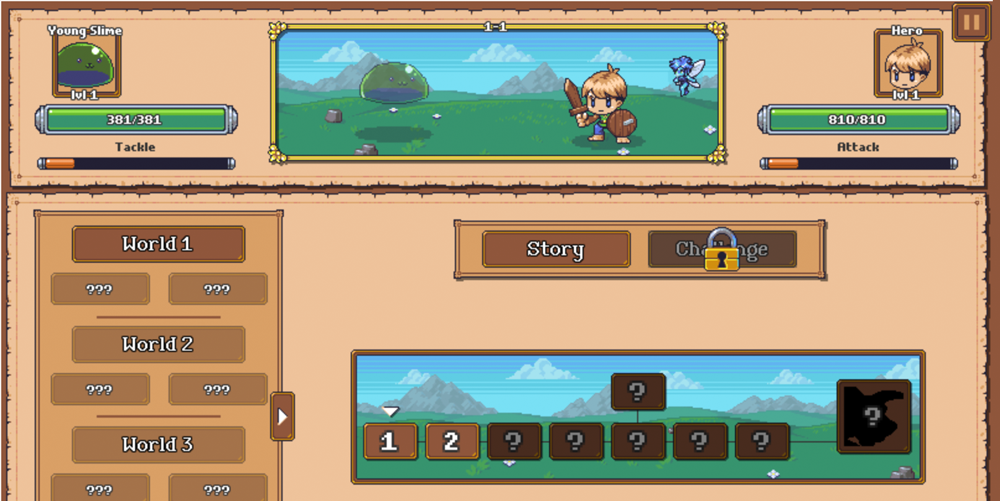 Young Slime
lvl 1
381/381
Tackle
1-1
Hero
lvl 1
810/810
Attack
World 1
??? ???
World 2
??? ???
World 3
??? ???
Story
?
1 2 ? ? ? ? ?
?